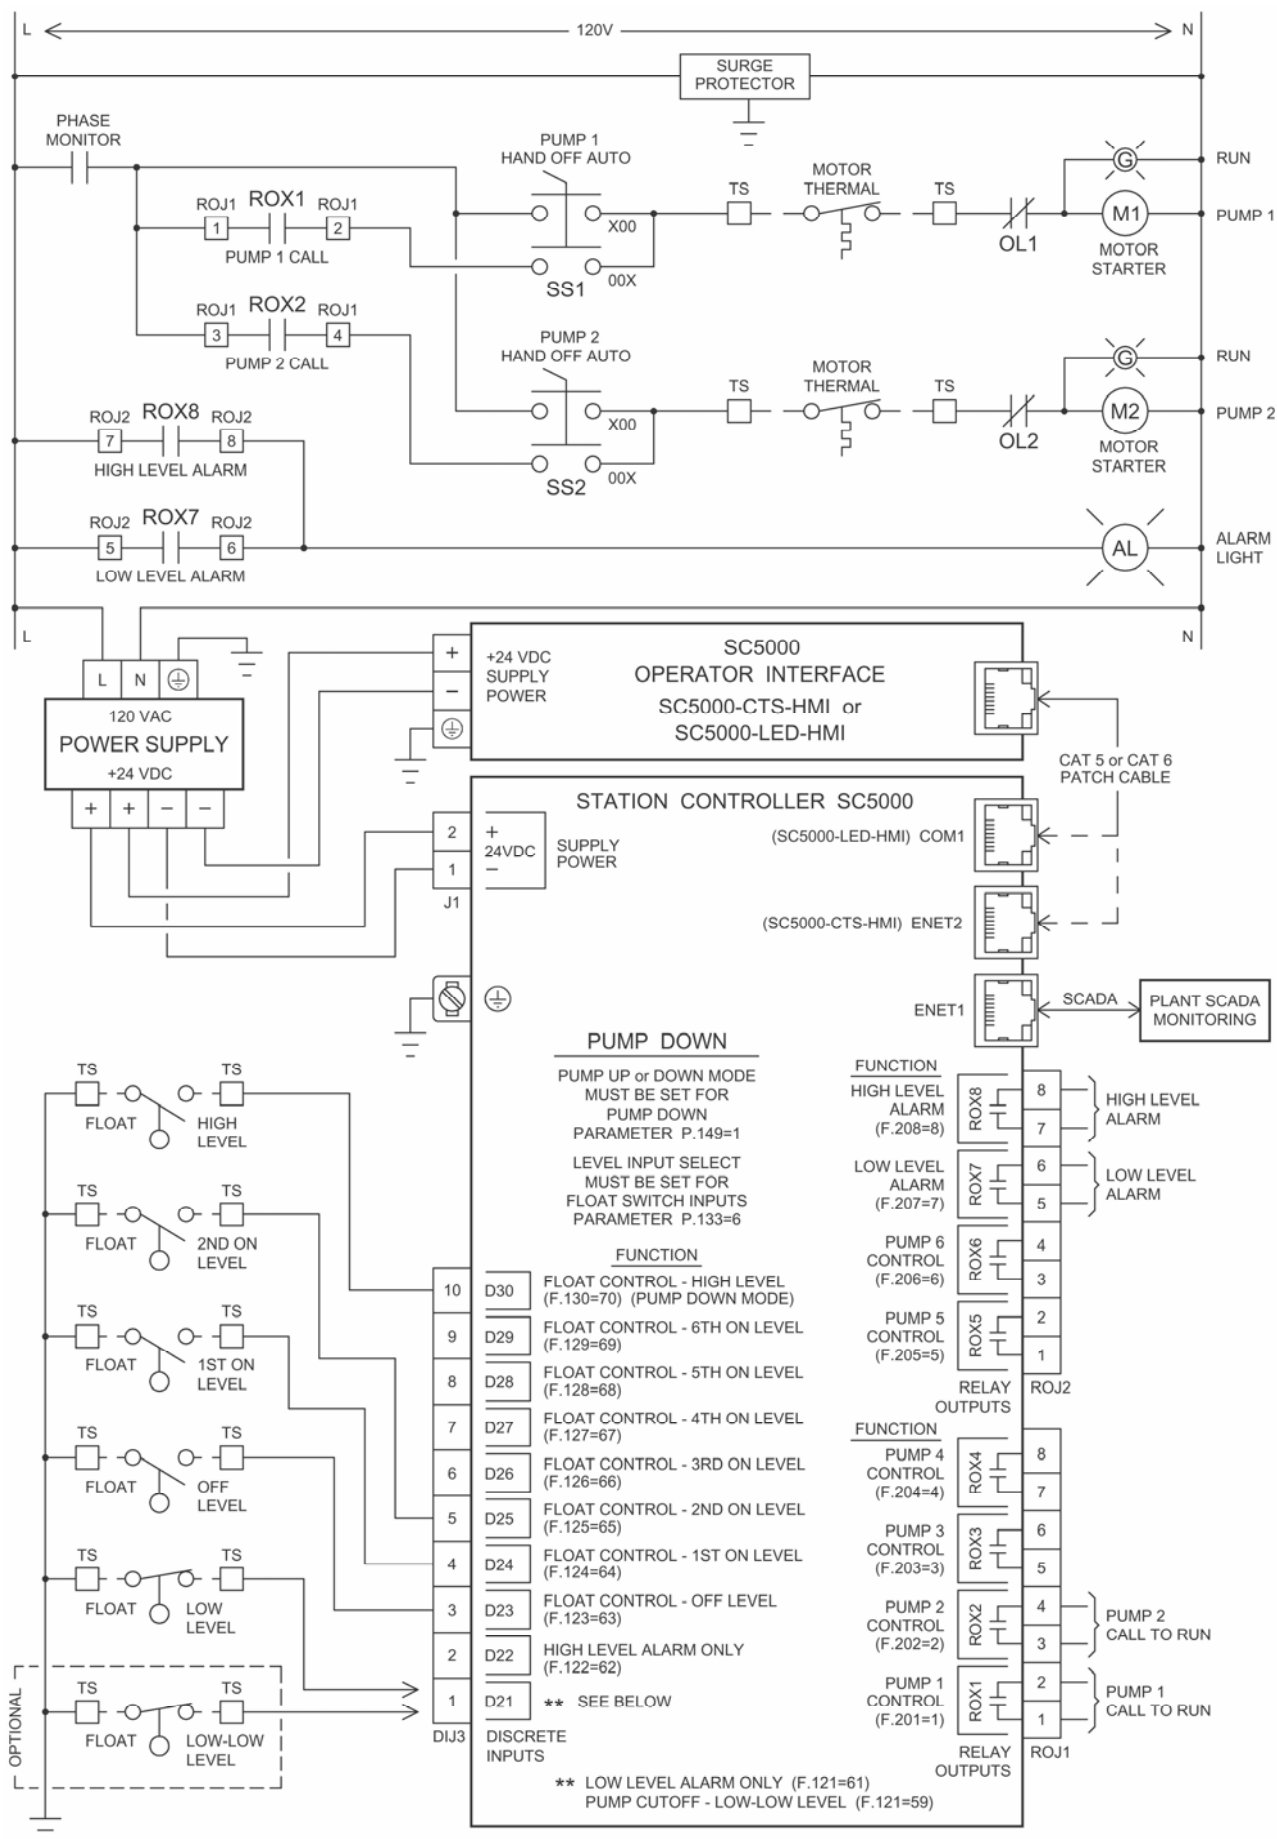 L 120V N
SURGE
PROTECTOR
PHASE
MONITOR
PUMP 1
HAND OFF AUTO
ROJ1 ROX1 ROJ1
1 2
PUMP 1 CALL
X00
00X
SS1
TS
MOTOR
THERMAL
TS
OL1
G
RUN
M1
PUMP 1
MOTOR
STARTER
ROJ1 ROX2 ROJ1
3 4
PUMP 2 CALL
PUMP 2
HAND OFF AUTO
X00
00X
SS2
TS
MOTOR
THERMAL
TS
OL2
G
RUN
M2
PUMP 2
MOTOR
STARTER
ROJ2 ROX8 ROJ2
7 8
HIGH LEVEL ALARM
ROJ2 ROX7 ROJ2
5 6
LOW LEVEL ALARM
AL
ALARM
LIGHT
L N
L N
120 VAC
POWER SUPPLY
+24 VDC
+ + − −
+
−
+24 VDC
SUPPLY
POWER
SC5000
OPERATOR INTERFACE
SC5000-CTS-HMI or
SC5000-LED-HMI
CAT 5 or CAT 6
PATCH CABLE
STATION CONTROLLER SC5000
2
1
J1
+
24VDC
−
SUPPLY
POWER
(SC5000-LED-HMI) COM1
(SC5000-CTS-HMI) ENET2
ENET1
SCADA
PLANT SCADA
MONITORING
PUMP DOWN
PUMP UP or DOWN MODE
MUST BE SET FOR
PUMP DOWN
PARAMETER P.149=1
LEVEL INPUT SELECT
MUST BE SET FOR
FLOAT SWITCH INPUTS
PARAMETER P.133=6
TS TS
FLOAT
HIGH
LEVEL
TS TS
FLOAT
2ND ON
LEVEL
TS TS
FLOAT
1ST ON
LEVEL
TS TS
FLOAT
OFF
LEVEL
TS TS
FLOAT
LOW
LEVEL
OPTIONAL
TS TS
FLOAT
LOW-LOW
LEVEL
FUNCTION
10 D30 FLOAT CONTROL - HIGH LEVEL
(F.130=70) (PUMP DOWN MODE)
9 D29 FLOAT CONTROL - 6TH ON LEVEL
(F.129=69)
8 D28 FLOAT CONTROL - 5TH ON LEVEL
(F.128=68)
7 D27 FLOAT CONTROL - 4TH ON LEVEL
(F.127=67)
6 D26 FLOAT CONTROL - 3RD ON LEVEL
(F.126=66)
5 D25 FLOAT CONTROL - 2ND ON LEVEL
(F.125=65)
4 D24 FLOAT CONTROL - 1ST ON LEVEL
(F.124=64)
3 D23 FLOAT CONTROL - OFF LEVEL
(F.123=63)
2 D22 HIGH LEVEL ALARM ONLY
(F.122=62)
1 D21 ** SEE BELOW
DIJ3 DISCRETE
INPUTS
** LOW LEVEL ALARM ONLY (F.121=61)
PUMP CUTOFF - LOW-LOW LEVEL (F.121=59)
FUNCTION
HIGH LEVEL
ALARM
(F.208=8)
ROX8
8
7
HIGH LEVEL
ALARM
LOW LEVEL
ALARM
(F.207=7)
ROX7
6
5
LOW LEVEL
ALARM
PUMP 6
CONTROL
(F.206=6)
ROX6
4
3
PUMP 5
CONTROL
(F.205=5)
ROX5
2
1
RELAY
OUTPUTS
ROJ2
FUNCTION
PUMP 4
CONTROL
(F.204=4)
ROX4
8
7
PUMP 3
CONTROL
(F.203=3)
ROX3
6
5
PUMP 2
CONTROL
(F.202=2)
ROX2
4
3
PUMP 2
CALL TO RUN
PUMP 1
CONTROL
(F.201=1)
ROX1
2
1
PUMP 1
CALL TO RUN
RELAY
OUTPUTS
ROJ1